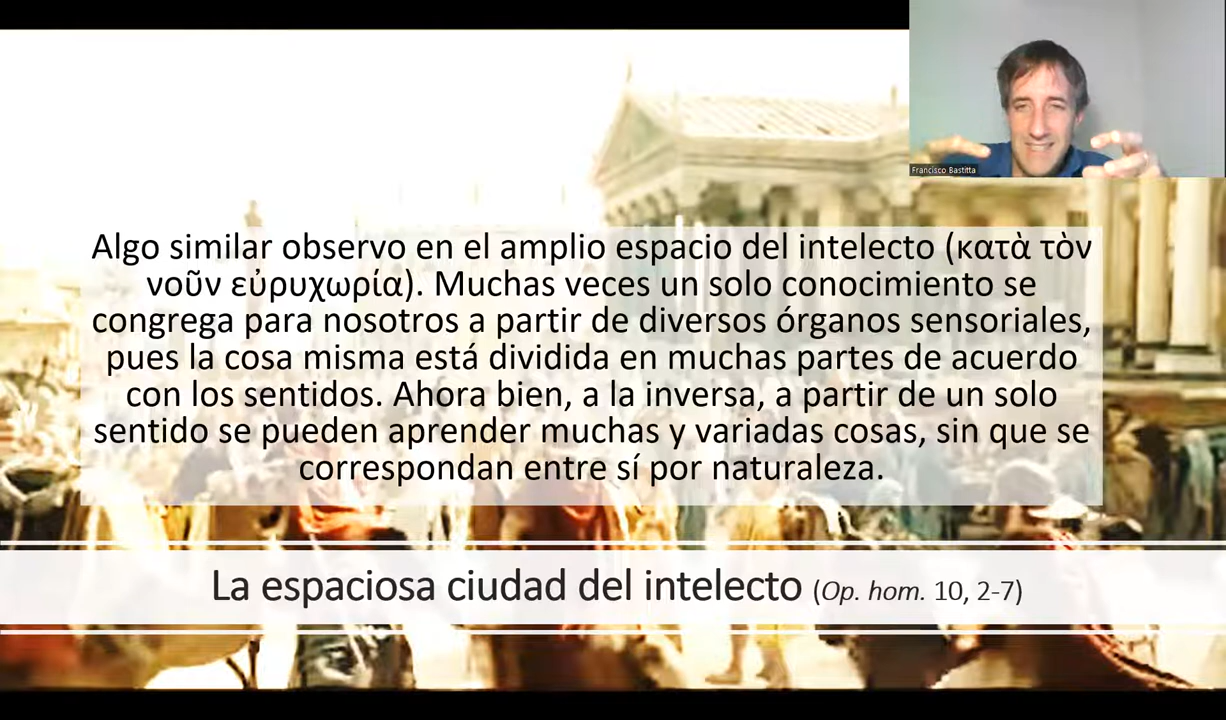 Francisco Bastitta
Algo similar observo en el amplio espacio del intelecto (κατὰ τὸν
νοῦν εὐρυχωρία). Muchas veces un solo conocimiento se
congrega para nosotros a partir de diversos órganos sensoriales,
pues la cosa misma está dividida en muchas partes de acuerdo
con los sentidos. Ahora bien, a la inversa, a partir de un solo
sentido se pueden aprender muchas y variadas cosas, sin que se
correspondan entre sí por naturaleza.
La espaciosa ciudad del intelecto (Op. hom. 10, 2-7)